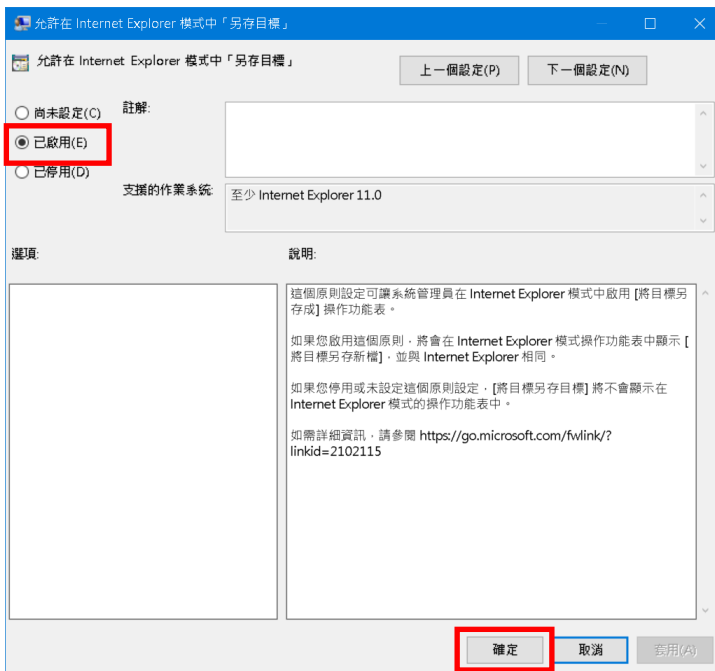 允許在 Internet Explorer 模式中「另存目標」
允許在 Internet Explorer 模式中「另存目標」
上一個設定(P)
下一個設定(N)
尚未設定(C)
已啟用(E)
已停用(D)
註解:
支援的作業系統:
至少 Internet Explorer 11.0
選項:
說明:
這個原則設定可讓系統管理員在 Internet Explorer 模式中啟用 [將目標另
存成] 操作功能表。
如果您啟用這個原則，將會在 Internet Explorer 模式操作功能表中顯示 [
將目標另存新檔]，並與 Internet Explorer 相同。
如果您停用或未設定這個原則設定，[將目標另存目標] 將不會顯示在
Internet Explorer 模式的操作功能表中。
如需詳細資訊，請參閱 https://go.microsoft.com/fwlink/?
linkid=2102115
確定
取消
套用(A)